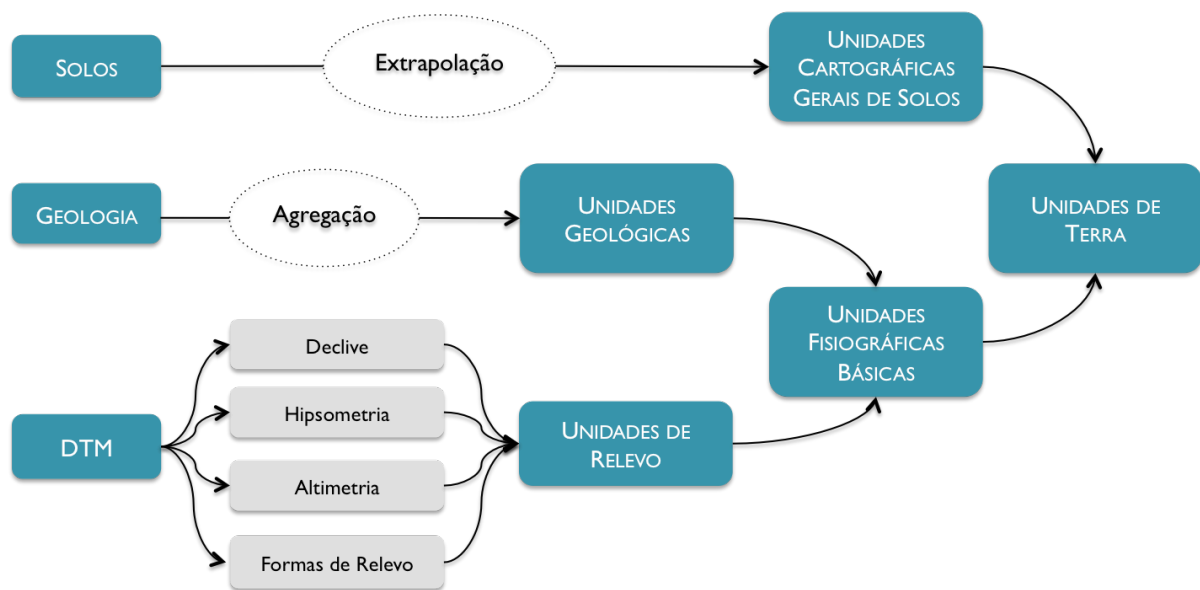 SOLOS
Extrapolação
UNIDADES
CARTOGRÁFICAS
GERAIS DE SOLOS
GEOLOGIA
Agregação
UNIDADES
GEOLÓGICAS
UNIDADES DE
TERRA
UNIDADES
FISIOGRÁFICAS
BÁSICAS
DTM
Declive
Hipsometria
Altimetria
Formas de Relevo
UNIDADES DE
RELEVO